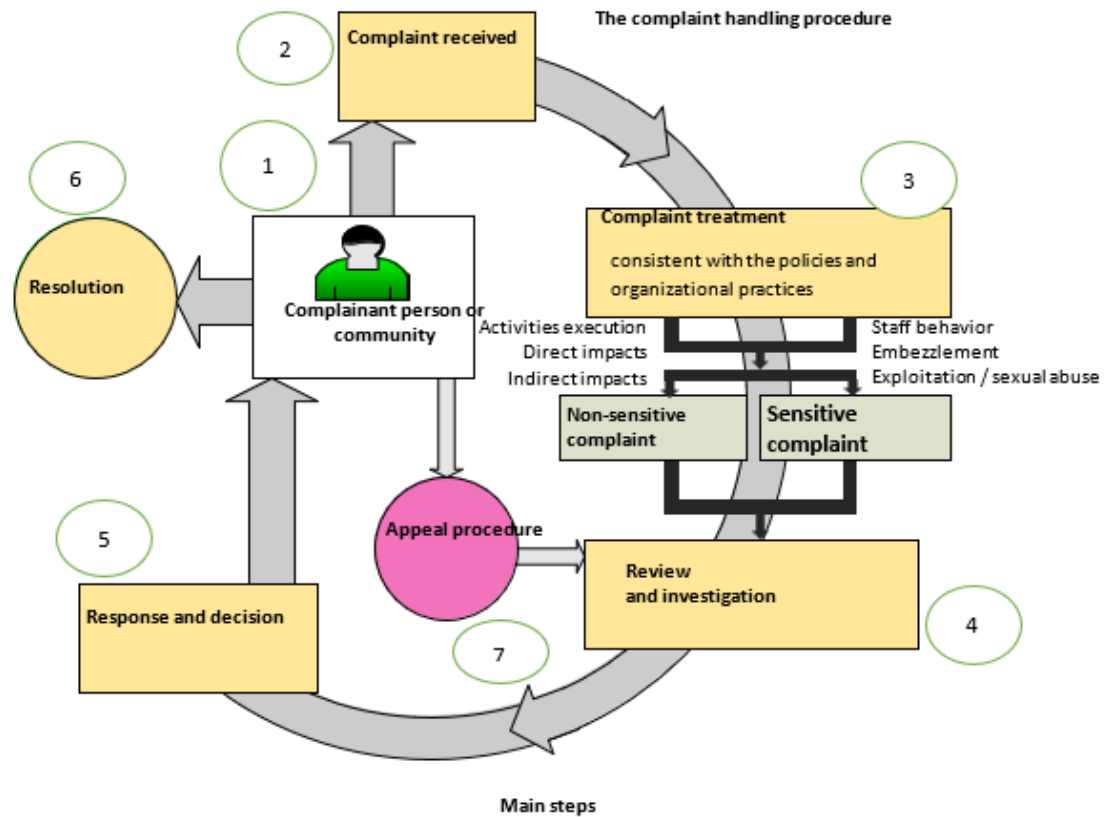 The complaint handling procedure
2
Complaint received
1
6
3
Complaint treatment
consistent with the policies and
organizational practices
Resolution
Complainant person or
community
Activities execution
Direct impacts
Indirect impacts
Staff behavior
Embezzlement
Exploitation / sexual abuse
Non-sensitive
complaint
Sensitive
complaint
Appeal procedure
5
Response and decision
Review
and investigation
4
7
Main steps